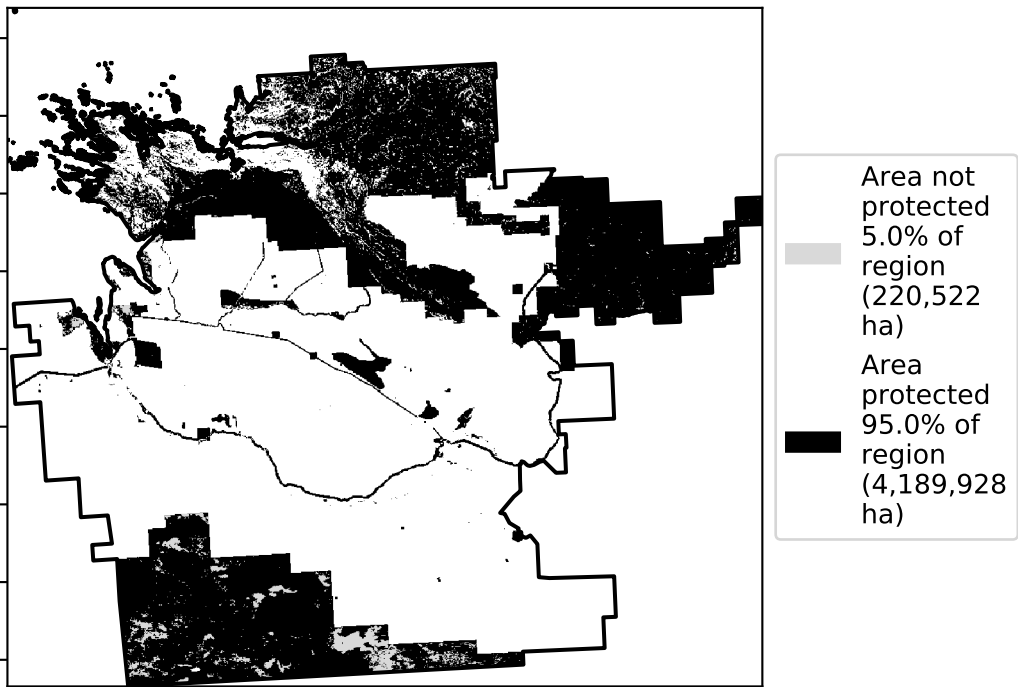 Area not
protected
5.0% of
region
(220,522
ha)
Area
protected
95.0% of
region
(4,189,928
ha)